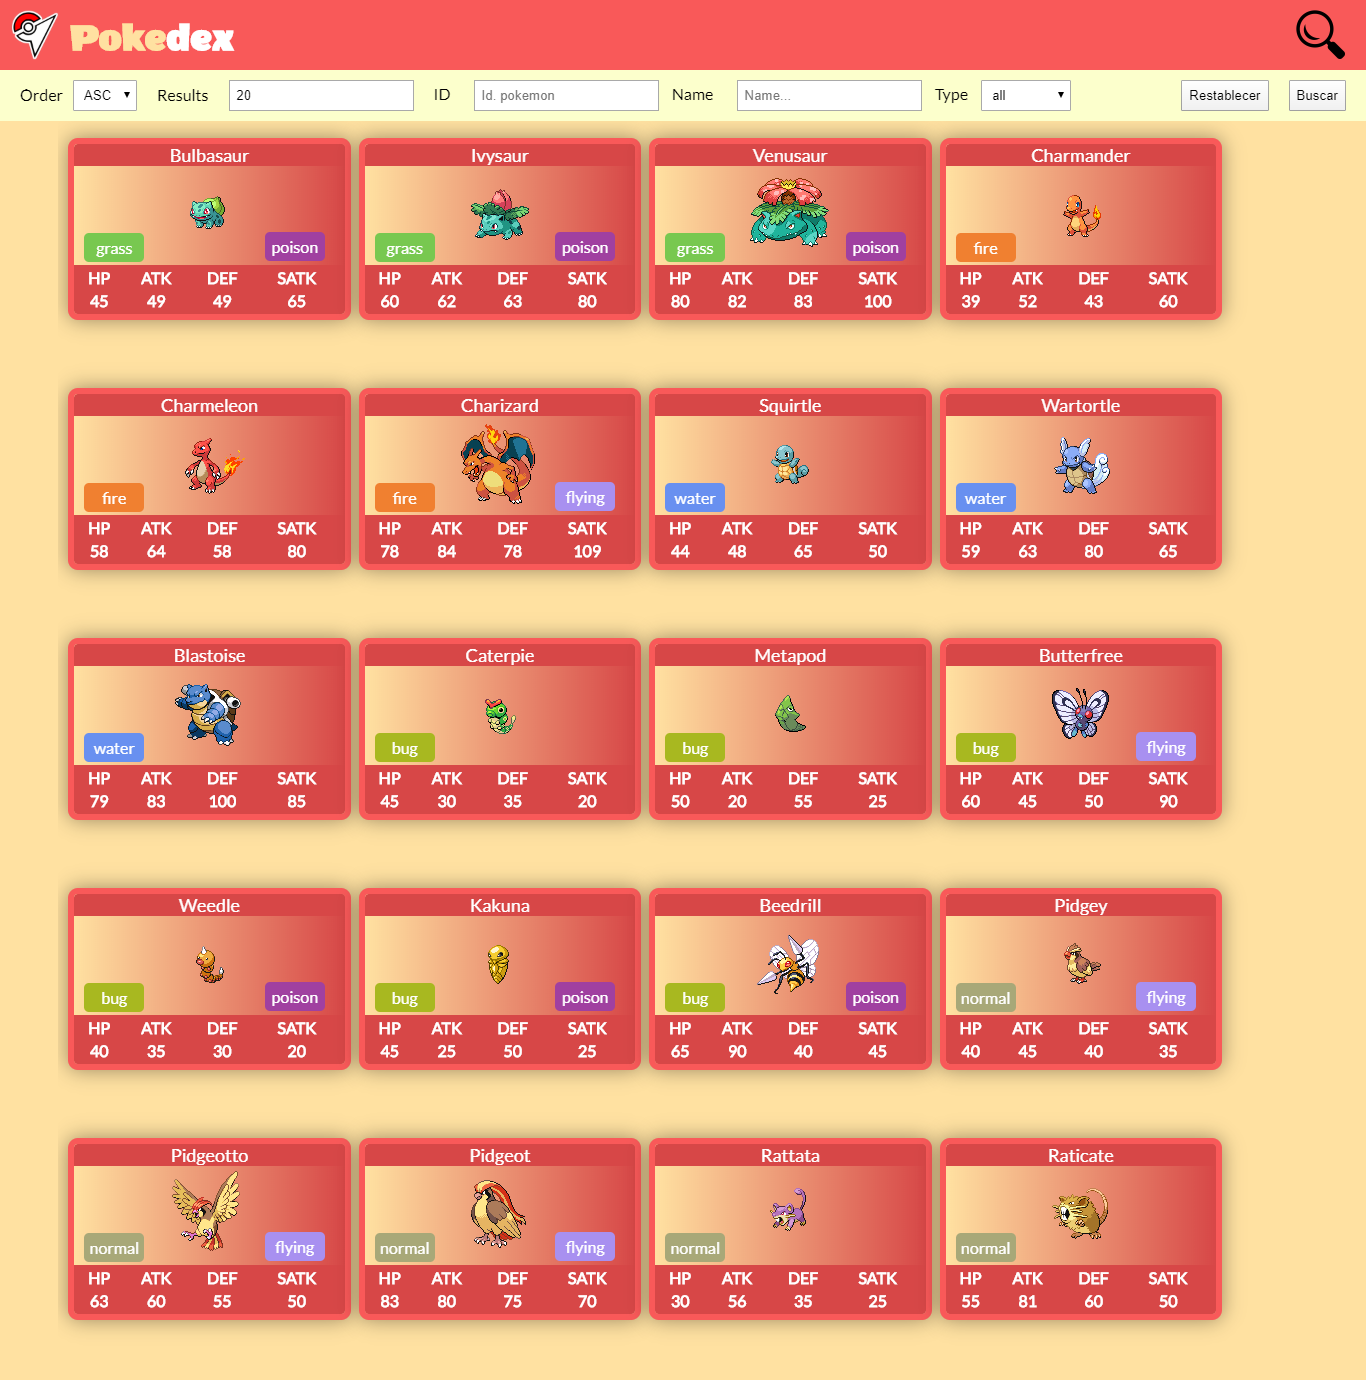 Pokedex
Order ASC Results 20 ID Id. pokemon Name Name... Type all Restablecer Buscar
Bulbasaur
grass poison
HP ATK DEF SATK
45 49 49 65
Ivysaur
grass poison
HP ATK DEF SATK
60 62 63 80
Venusaur
grass poison
HP ATK DEF SATK
80 82 83 100
Charmander
fire
HP ATK DEF SATK
39 52 43 60
Charmeleon
fire
HP ATK DEF SATK
58 64 58 80
Charizard
fire flying
HP ATK DEF SATK
78 84 78 109
Squirtle
water
HP ATK DEF SATK
44 48 65 50
Wartortle
water
HP ATK DEF SATK
59 63 80 65
Blastoise
water
HP ATK DEF SATK
79 83 100 85
Caterpie
bug
HP ATK DEF SATK
45 30 35 20
Metapod
bug
HP ATK DEF SATK
50 20 55 25
Butterfree
bug flying
HP ATK DEF SATK
60 45 50 90
Weedle
bug poison
HP ATK DEF SATK
40 35 30 20
Kakuna
bug poison
HP ATK DEF SATK
45 25 50 25
Beedrill
bug poison
HP ATK DEF SATK
65 90 40 45
Pidgey
normal flying
HP ATK DEF SATK
40 45 40 35
Pidgeotto
normal flying
HP ATK DEF SATK
63 60 55 50
Pidgeot
normal flying
HP ATK DEF SATK
83 80 75 70
Rattata
normal
HP ATK DEF SATK
30 56 35 25
Raticate
normal
HP ATK DEF SATK
55 81 60 50